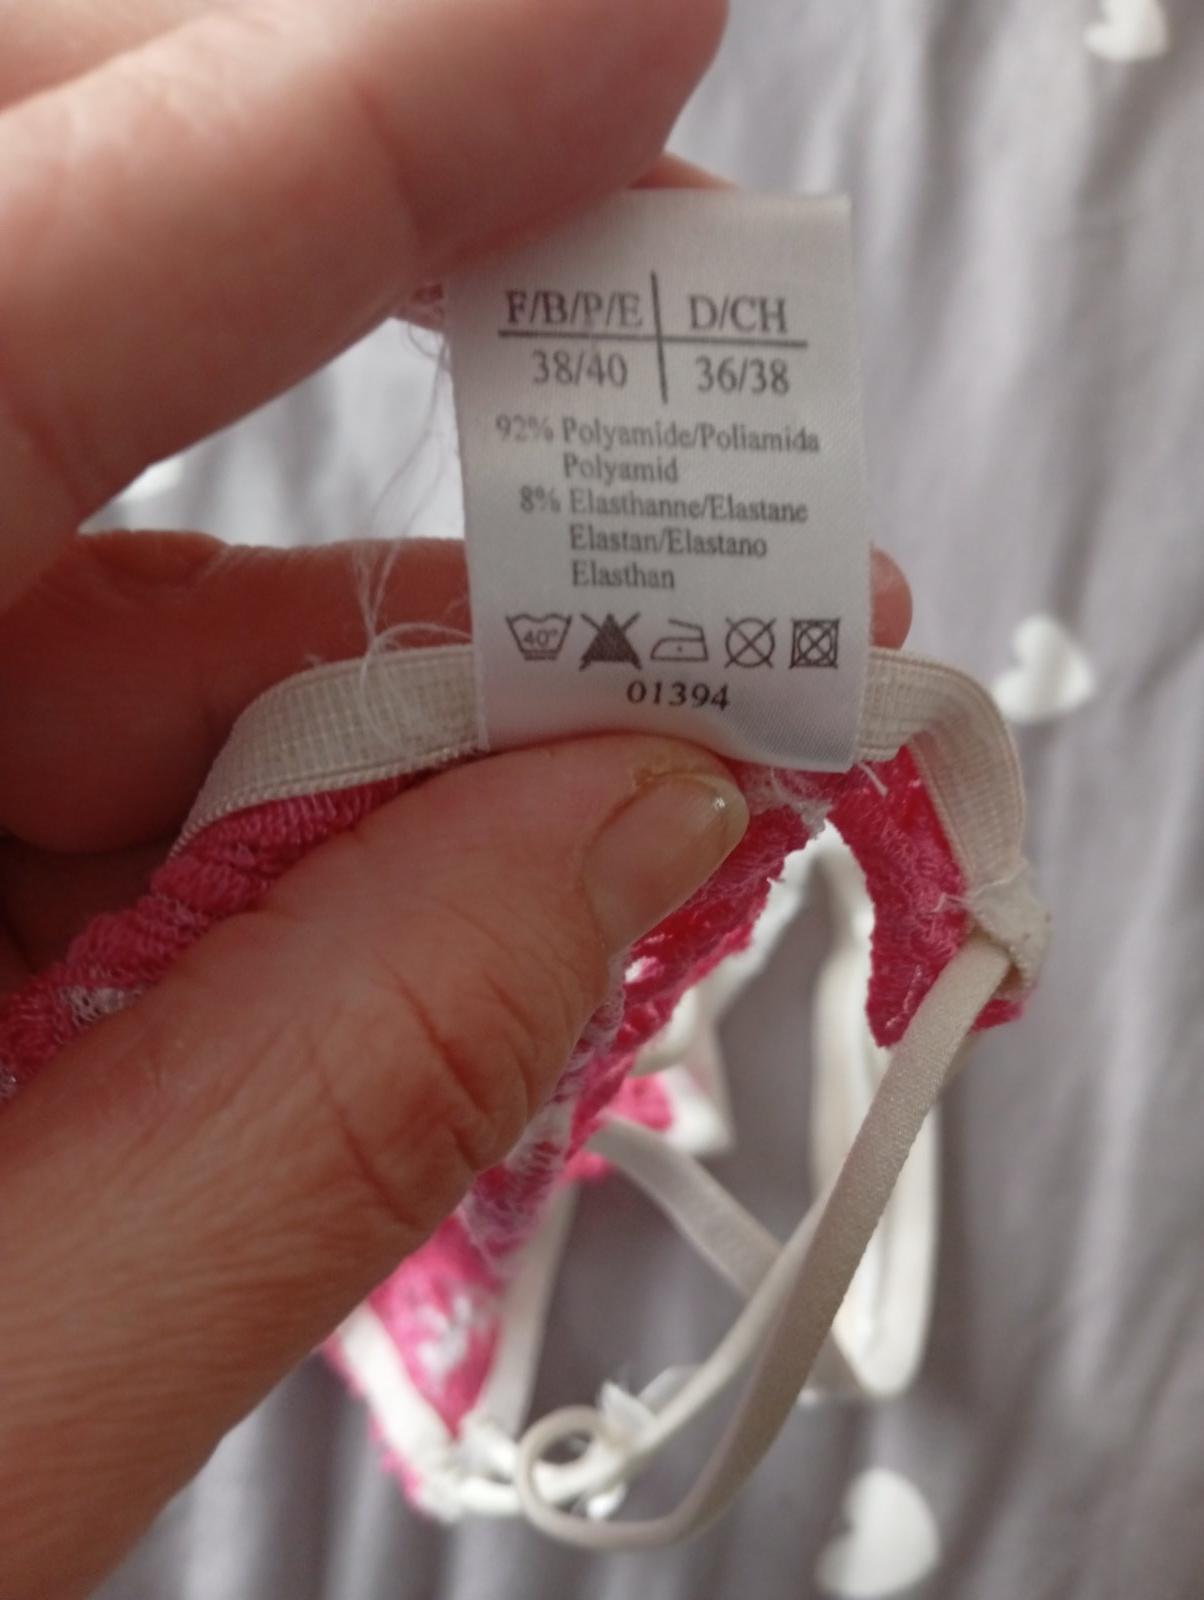 F/B/P/E D/CH
38/40 36/38
92% Polyamide/Poliamida
Polyamid
8% Elasthanne/Elastane
Elastan/Elastano
Elasthan
40°
01394